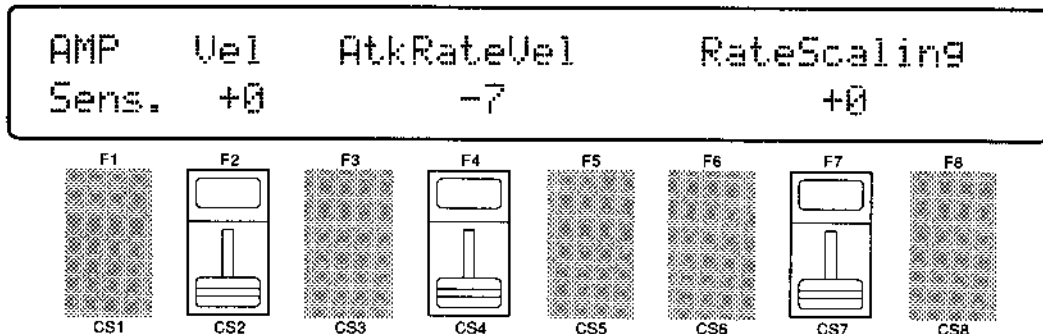 AMP Vel AtkRateVel RateScaling
Sens. +0 -7 +0
F1 F2 F3 F4 F5 F6 F7 F8
CS1 CS2 CS3 CS4 CS5 CS6 CS7 CS8